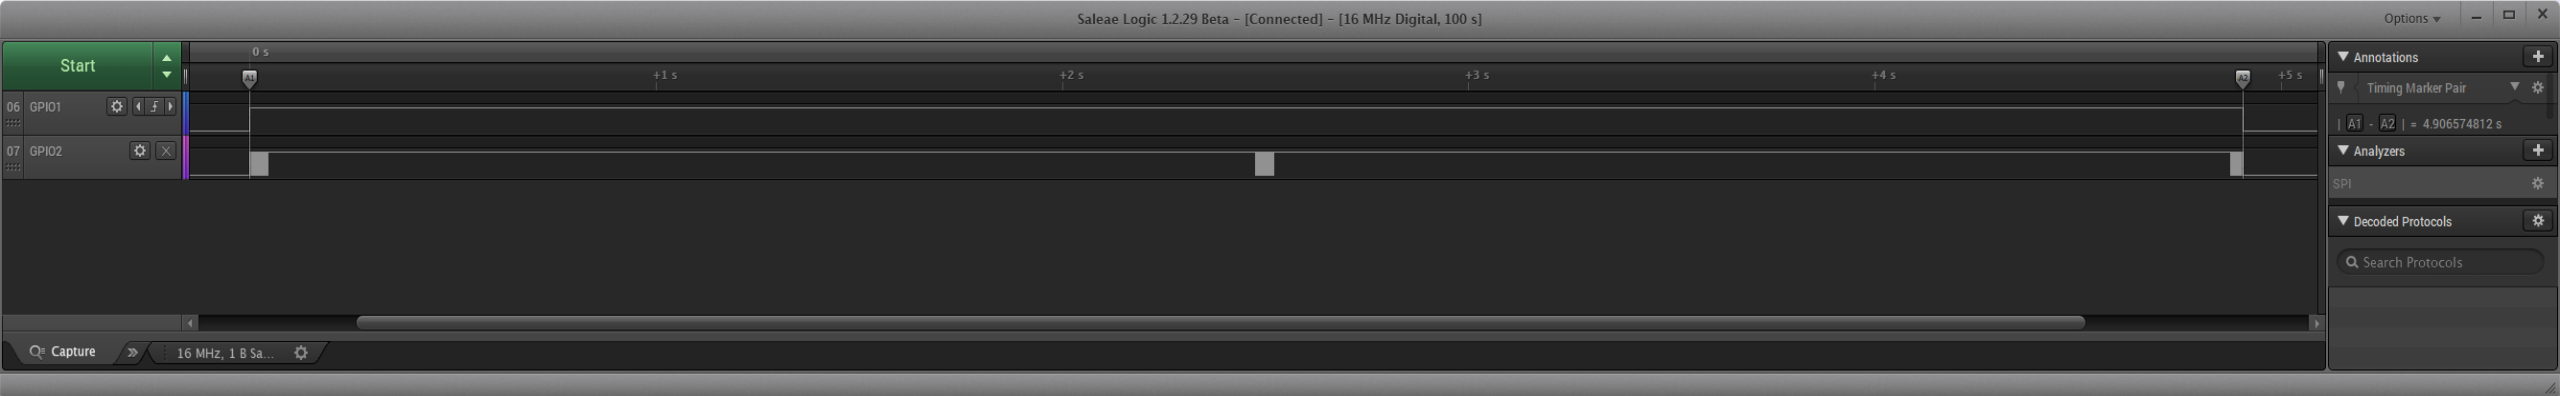 Saleae Logic 1.2.29 Beta - [Connected] - [16 MHz Digital, 100 s]
Options
Start
0 s
+1 s
+2 s
+3 s
+4 s
+5 s
A1
A2
06 GPIO1
07 GPIO2
Annotations
Timing Marker Pair
| A1 - A2 | = 4.906574812 s
Analyzers
SPI
Decoded Protocols
Search Protocols
Capture
16 MHz, 1 B Sa...